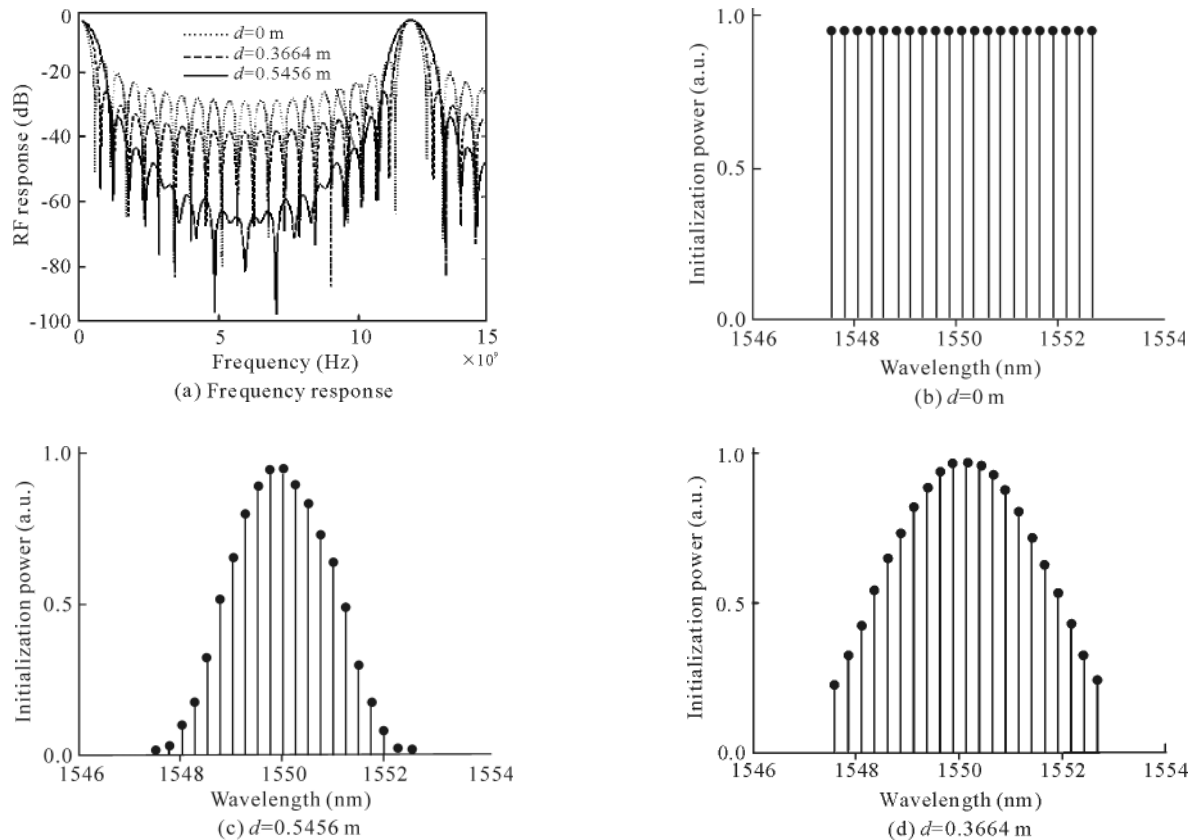 0
-20
-40
-60
-80
-100
RF response (dB)
d=0 m
d=0.3664 m
d=0.5456 m
0
5
10
15
×10⁹
Frequency (Hz)
(a) Frequency response
1.0
0.5
0.0
Initialization power (a.u.)
1546
1548
1550
1552
1554
Wavelength (nm)
(b) d=0 m
1.0
0.5
0.0
Initialization power (a.u.)
1546
1548
1550
1552
1554
Wavelength (nm)
(c) d=0.5456 m
1.0
0.5
0.0
Initialization power (a.u.)
1546
1548
1550
1552
1554
Wavelength (nm)
(d) d=0.3664 m